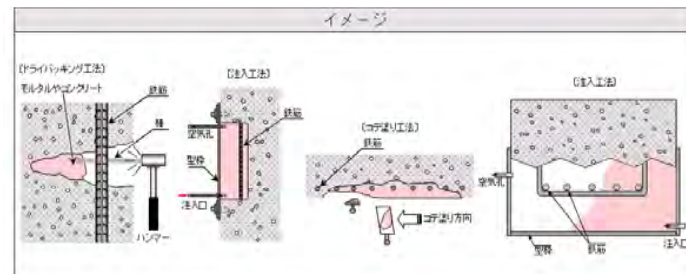 イメージ
〔ドライパッキング工法〕
モルタルやコンクリート
鉄筋
棒
ハンマー
〔注入工法〕
鉄筋
空気孔
型枠
注入口
〔コテ塗り工法〕
鉄筋
コテ塗り方向
〔注入工法〕
空気孔
型枠
鉄筋
注入口